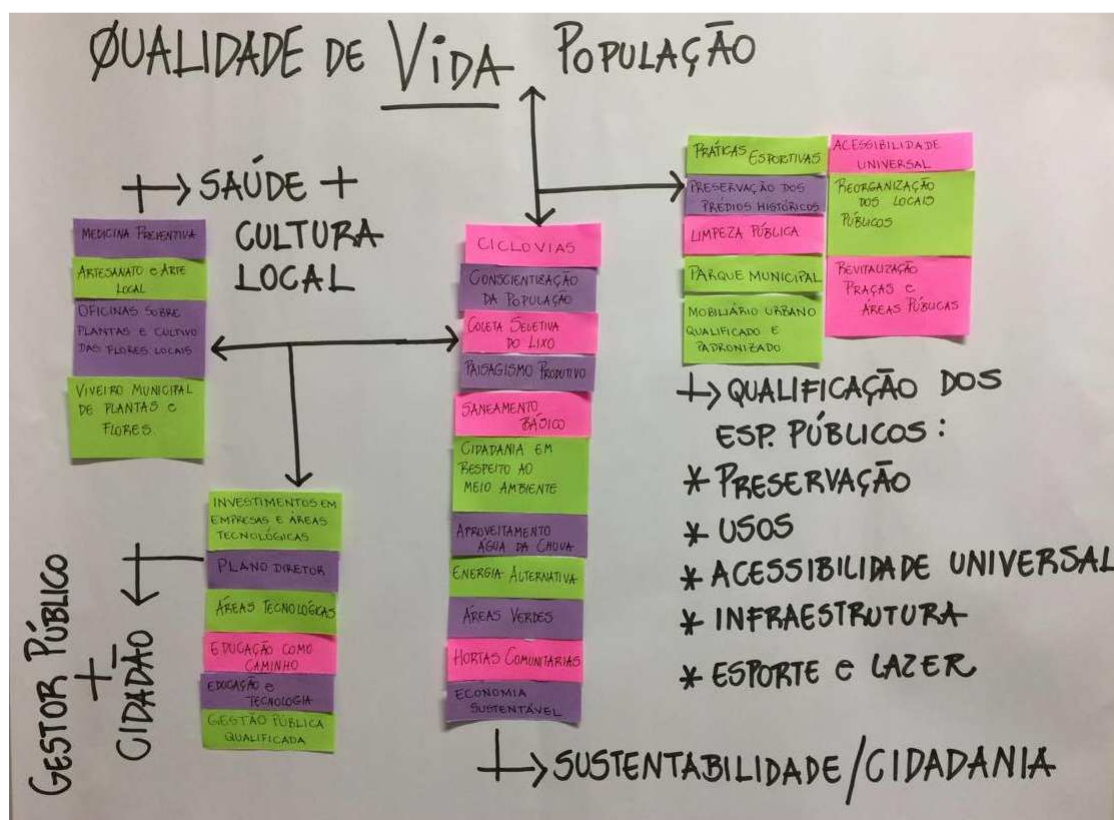 QUALIDADE DE VIDA POPULAÇÃO
SAÚDE +
CULTURA
LOCAL
MEDICINA PREVENTIVA
ARTESANATO e ARTE
LOCAL
OFICINAS SOBRE
PLANTAS E CULTIVO
DAS FLORES LOCAIS
VIVEIRO MUNICIPAL
DE PLANTAS e
FLORES
INVESTIMENTOS EM
EMPRESAS E ÁREAS
TECNOLÓGICAS
PLANO DIRETOR
ÁREAS TECNOLÓGICAS
EDUCAÇÃO COMO
CAMINHO
EDUCAÇÃO e
TECNOLOGIA
GESTÃO PÚBLICA
QUALIFICADA
GESTOR PÚBLICO
+
CIDADÃO
CICLOVIAS
CONSCIENTIZAÇÃO
DA POPULAÇÃO
COLETA SELETIVA
DO LIXO
PAISAGISMO PRODUTIVO
SANEAMENTO
BÁSICO
CIDADANIA EM
RESPEITO AO
MEIO AMBIENTE
APROVEITAMENTO
ÁGUA DA CHUVA
ENERGIA ALTERNATIVA
ÁREAS VERDES
HORTAS COMUNITARIAS
ECONOMIA
SUSTENTÁVEL
SUSTENTABILIDADE/CIDADANIA
PRÁTICAS ESPORTIVAS
PRESERVAÇÃO DOS
PRÉDIOS HISTÓRICOS
LIMPEZA PÚBLICA
PARQUE MUNICIPAL
MOBILIÁRIO URBANO
QUALIFICADO E
PADRONIZADO
ACESSIBILIDADE
UNIVERSAL
REORGANIZAÇÃO
DOS LOCAIS
PÚBLICOS
REVITALIZAÇÃO
PRAÇAS e
ÁREAS PÚBLICAS
QUALIFICAÇÃO DOS
ESP. PÚBLICOS:
* PRESERVAÇÃO
* USOS
* ACESSIBILIDADE UNIVERSAL
* INFRAESTRUTURA
* ESPORTE e LAZER